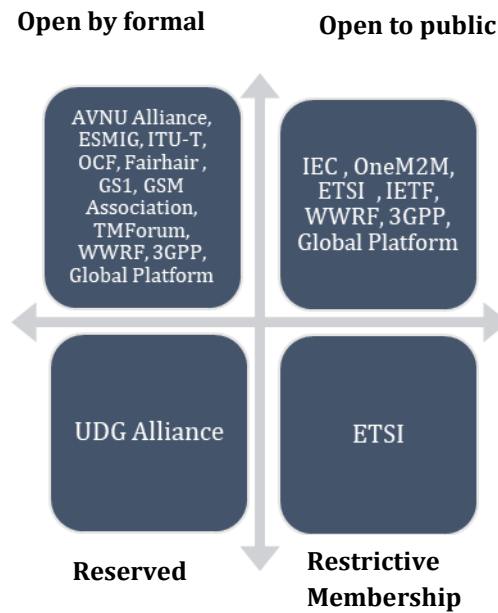 Open by formal
Open to public
AVNU Alliance,
ESMIG, ITU-T,
OCF, Fairhair ,
GS1, GSM
Association,
TMForum,
WWRF, 3GPP,
Global Platform
IEC , OneM2M,
ETSI , IETF,
WWRF, 3GPP,
Global Platform
UDG Alliance
ETSI
Reserved
Restrictive
Membership